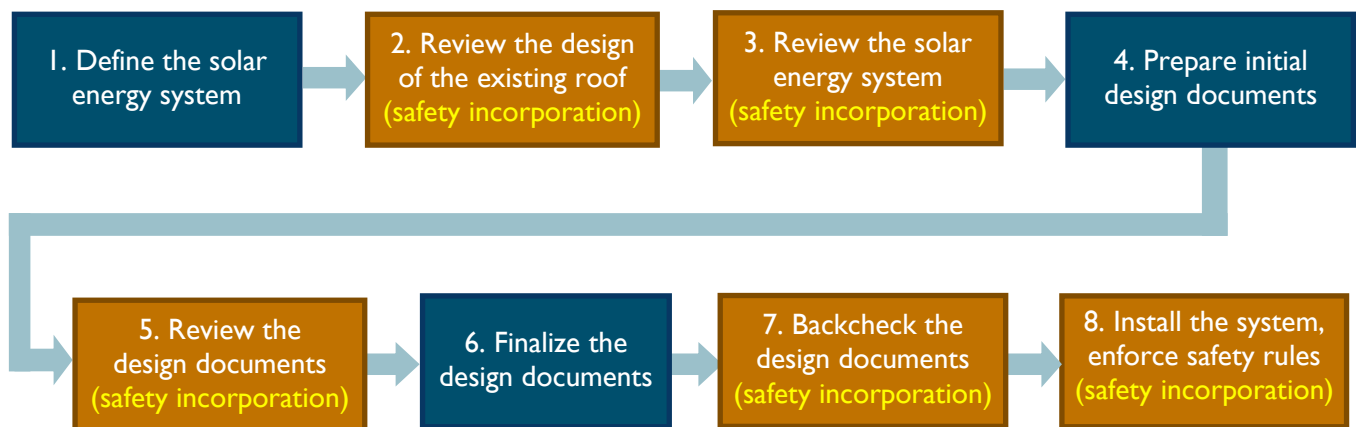 1. Define the solar
energy system
2. Review the design
of the existing roof
(safety incorporation)
3. Review the solar
energy system
(safety incorporation)
4. Prepare initial
design documents
5. Review the
design documents
(safety incorporation)
6. Finalize the
design documents
7. Backcheck the
design documents
(safety incorporation)
8. Install the system,
enforce safety rules
(safety incorporation)